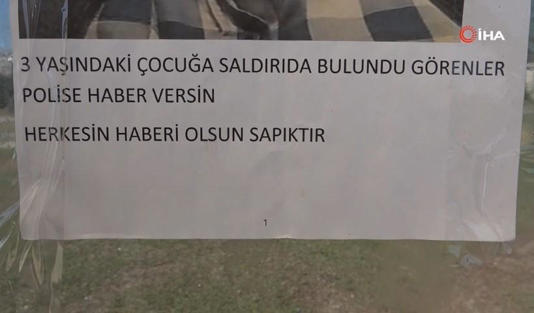 İHA
3 YAŞINDAKİ ÇOCUĞA SALDIRIDA BULUNDU GÖRENLER
POLİSE HABER VERSİN
HERKESİN HABERİ OLSUN SAPIKTIR
1